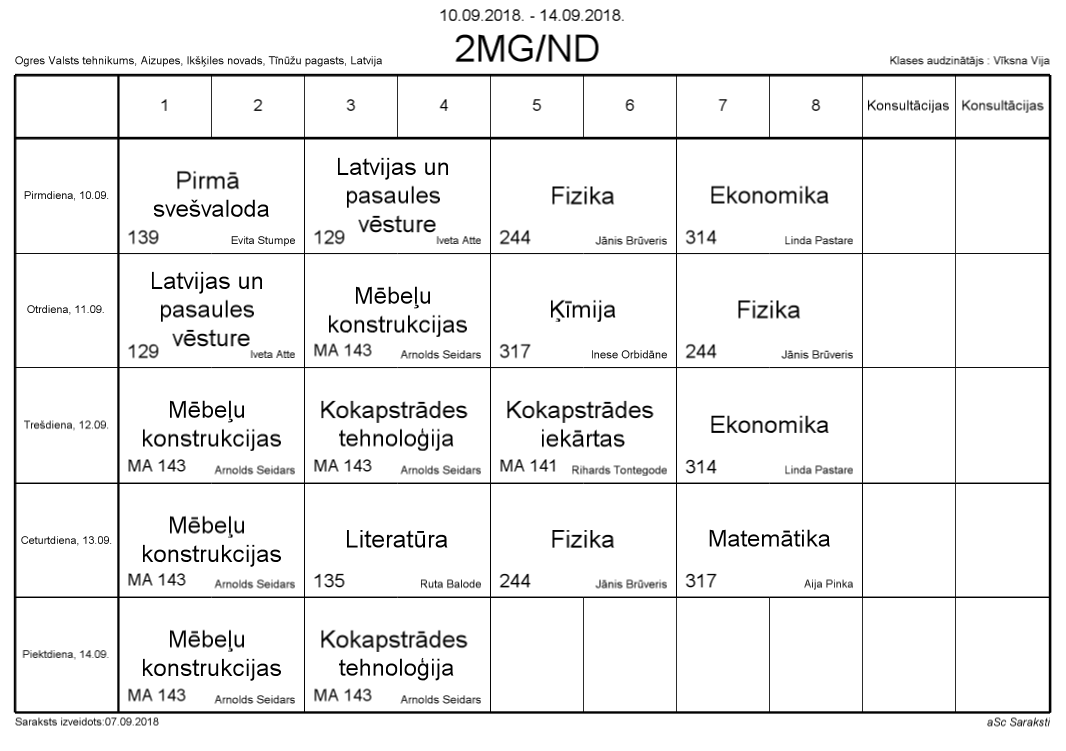 10.09.2018. - 14.09.2018.
2MG/ND
Ogres Valsts tehnikums, Aizupes, Ikšķiles novads, Tīnūžu pagasts, Latvija
Klases audzinātājs : Vīksna Vija
1 2 3 4 5 6 7 8 Konsultācijas Konsultācijas
Pirmdiena, 10.09.
Pirmā
svešvaloda
139 Evita Stumpe
Latvijas un
pasaules
vēsture
129 Iveta Atte
Fizika
244 Jānis Brūveris
Ekonomika
314 Linda Pastare
Otrdiena, 11.09.
Latvijas un
pasaules
vēsture
129 Iveta Atte
Mēbeļu
konstrukcijas
MA 143 Arnolds Seidars
Ķīmija
317 Inese Orbidāne
Fizika
244 Jānis Brūveris
Trešdiena, 12.09.
Mēbeļu
konstrukcijas
MA 143 Arnolds Seidars
Kokapstrādes
tehnoloģija
MA 143 Arnolds Seidars
Kokapstrādes
iekārtas
MA 141 Rihards Tontegode
Ekonomika
314 Linda Pastare
Ceturtdiena, 13.09.
Mēbeļu
konstrukcijas
MA 143 Arnolds Seidars
Literatūra
135 Ruta Balode
Fizika
244 Jānis Brūveris
Matemātika
317 Aija Pinka
Piektdiena, 14.09.
Mēbeļu
konstrukcijas
MA 143 Arnolds Seidars
Kokapstrādes
tehnoloģija
MA 143 Arnolds Seidars
Saraksts izveidots:07.09.2018
aSc Saraksti